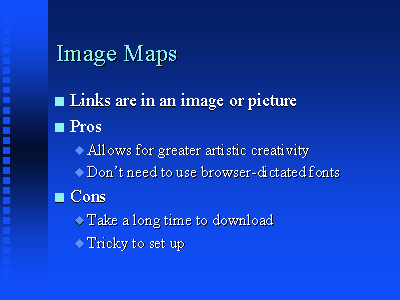 Image Maps
Links are in an image or picture
Pros
Allows for greater artistic creativity
Don't need to use browser-dictated fonts
Cons
Take a long time to download
Tricky to set up